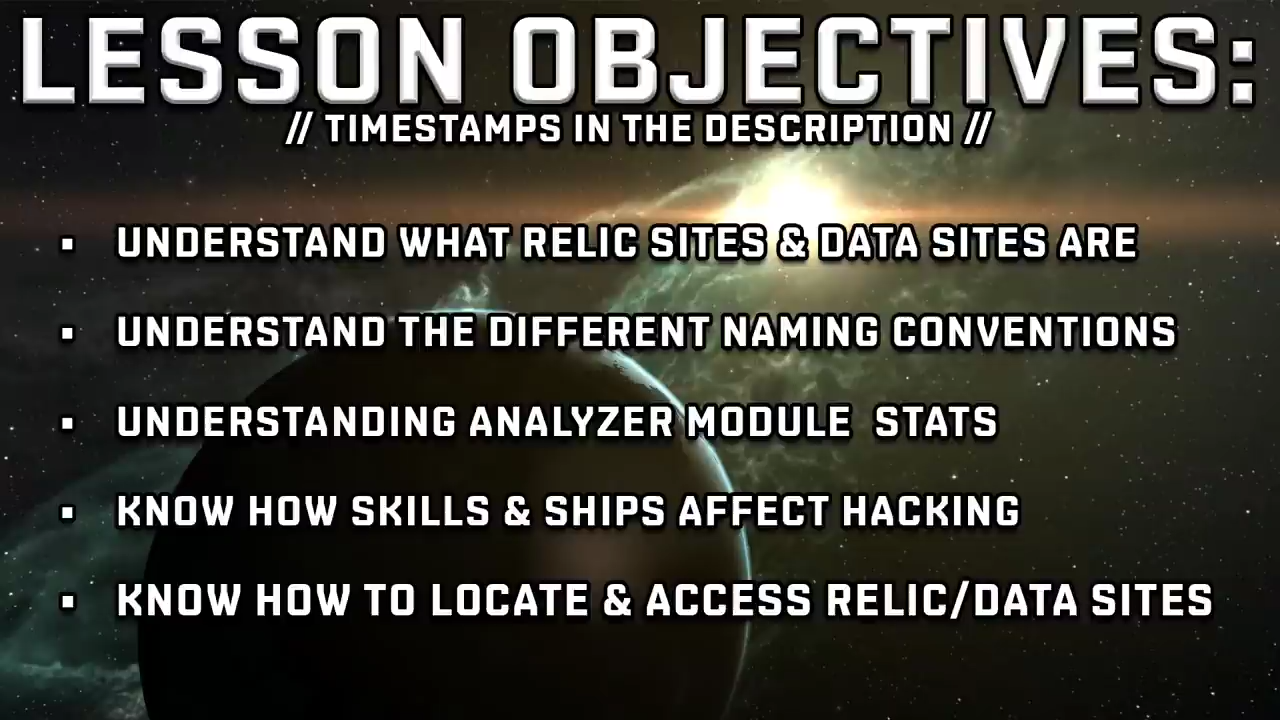 LESSON OBJECTIVES:
// TIMESTAMPS IN THE DESCRIPTION //
▪ UNDERSTAND WHAT RELIC SITES & DATA SITES ARE
▪ UNDERSTAND THE DIFFERENT NAMING CONVENTIONS
▪ UNDERSTANDING ANALYZER MODULE  STATS
▪ KNOW HOW SKILLS & SHIPS AFFECT HACKING
▪ KNOW HOW TO LOCATE & ACCESS RELIC/DATA SITES